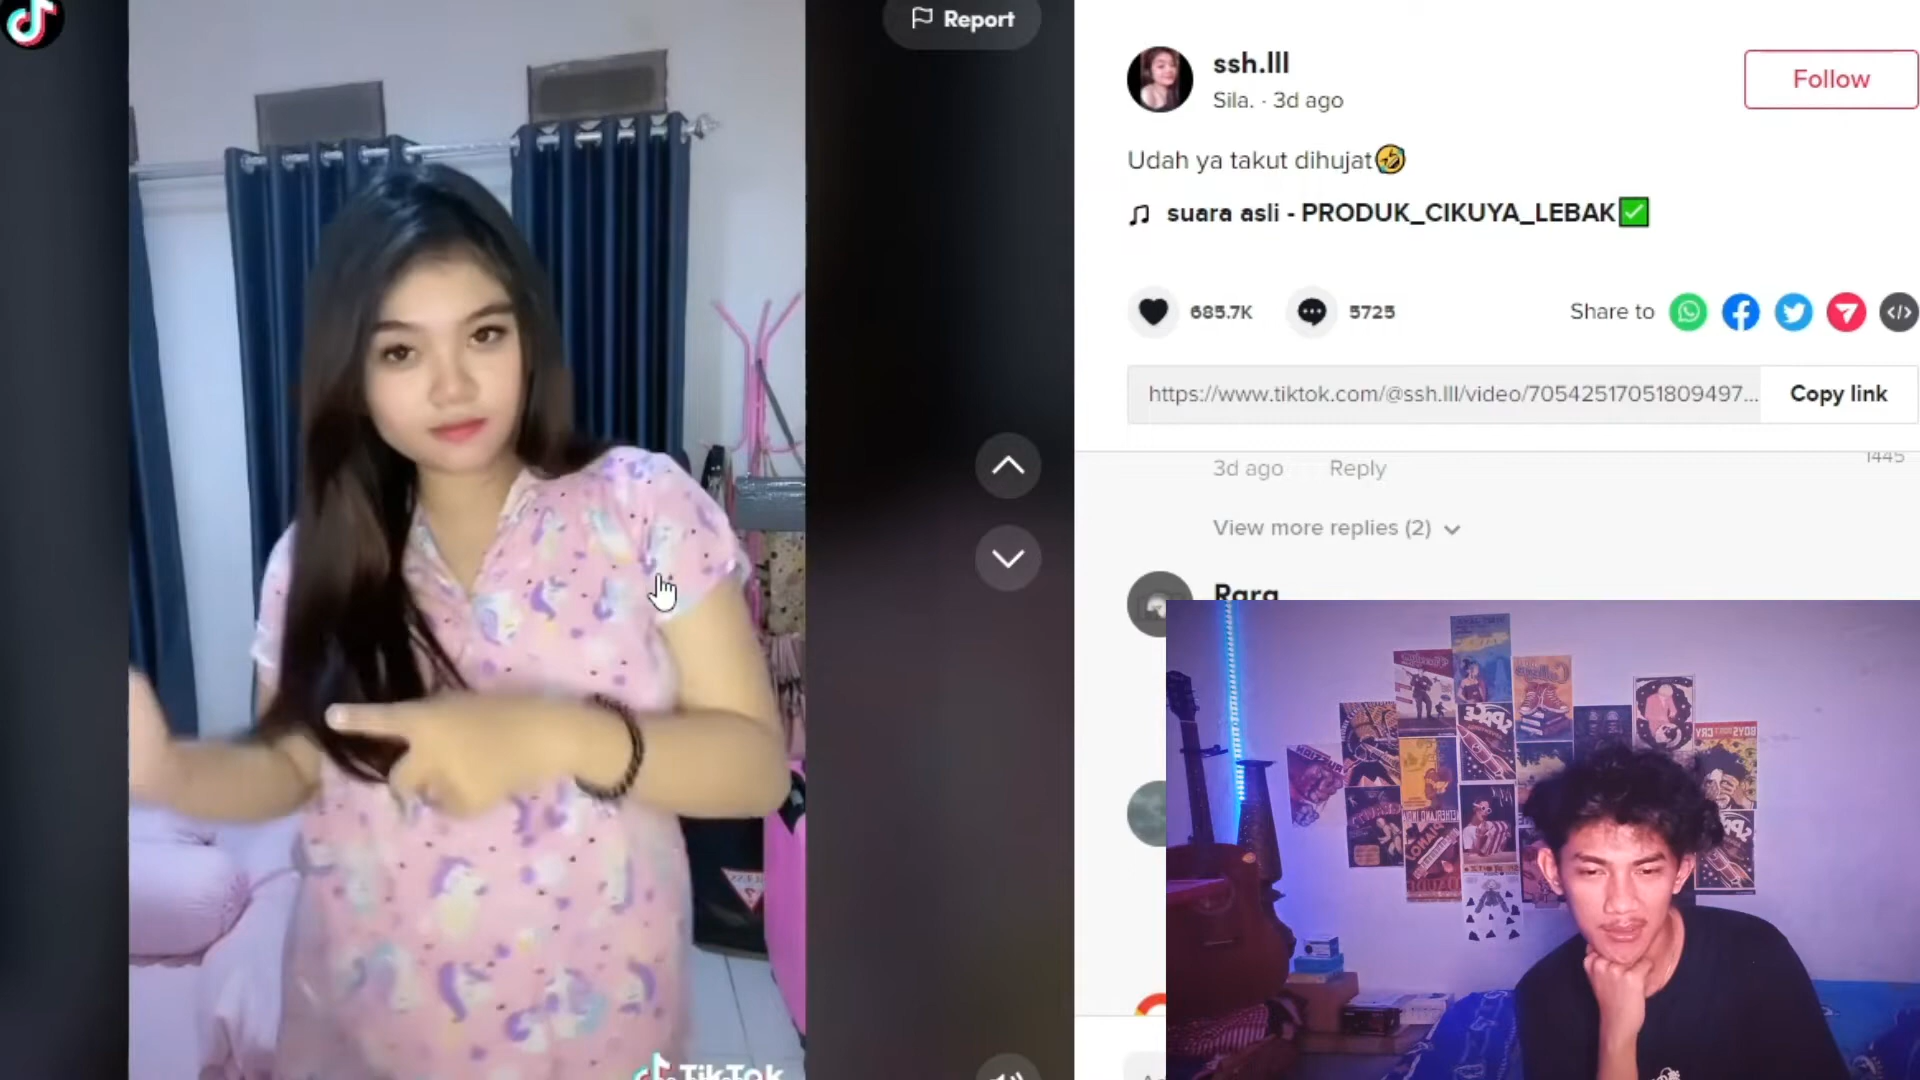 Report
ssh.lll
Sila. · 3d ago
Follow
Udah ya takut dihujat🤣
suara asli - PRODUK_CIKUYA_LEBAK✅
685.7K
5725
Share to
https://www.tiktok.com/@ssh.lll/video/70542517051809497...
Copy link
1445
3d ago
Reply
View more replies (2)
Rara
TikTok